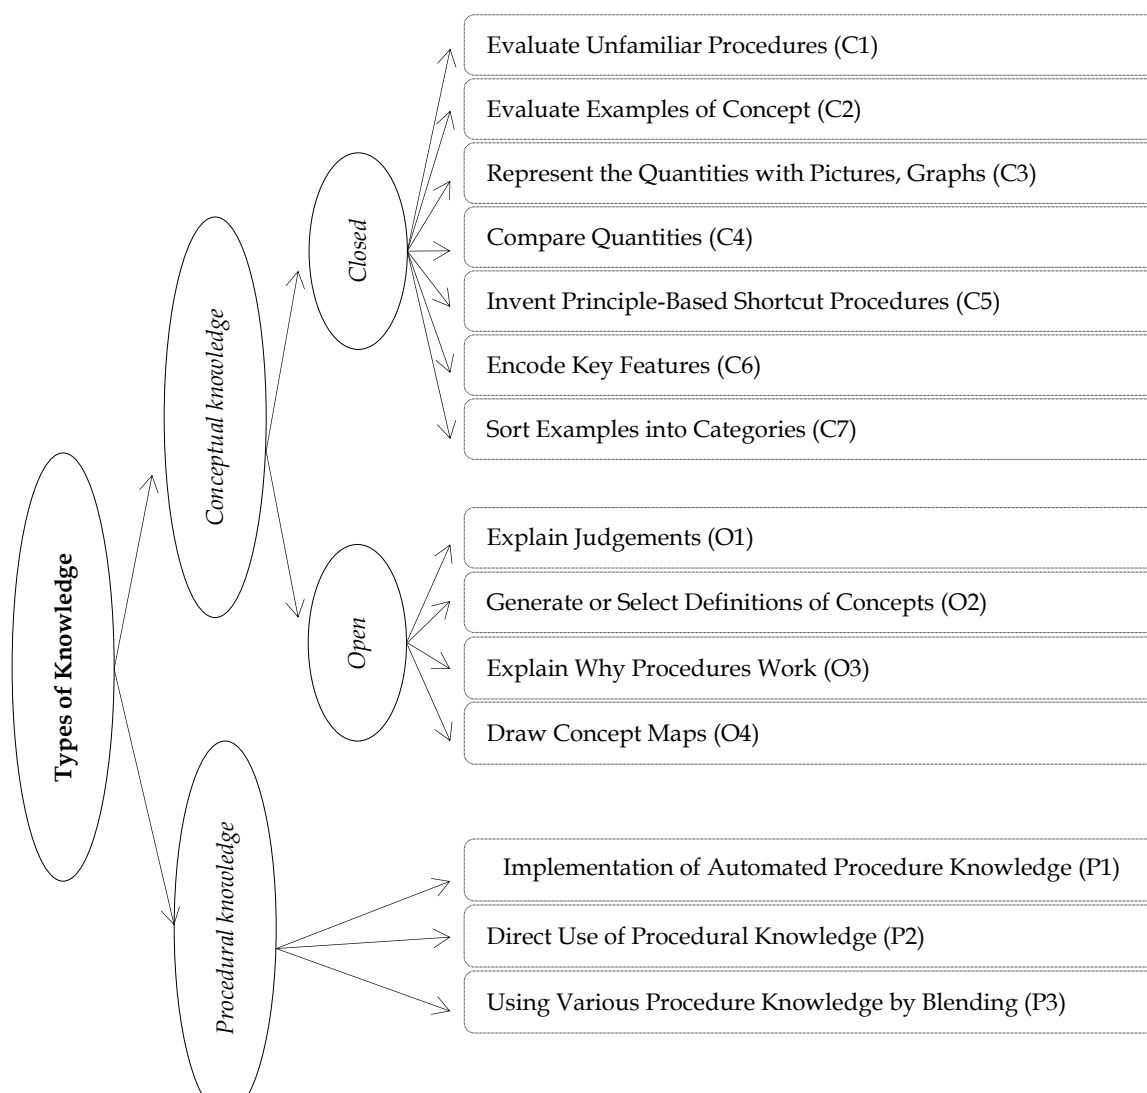 Types of Knowledge
Conceptual knowledge
Closed
Evaluate Unfamiliar Procedures (C1)
Evaluate Examples of Concept (C2)
Represent the Quantities with Pictures, Graphs (C3)
Compare Quantities (C4)
Invent Principle-Based Shortcut Procedures (C5)
Encode Key Features (C6)
Sort Examples into Categories (C7)
Open
Explain Judgements (O1)
Generate or Select Definitions of Concepts (O2)
Explain Why Procedures Work (O3)
Draw Concept Maps (O4)
Procedural knowledge
Implementation of Automated Procedure Knowledge (P1)
Direct Use of Procedural Knowledge (P2)
Using Various Procedure Knowledge by Blending (P3)